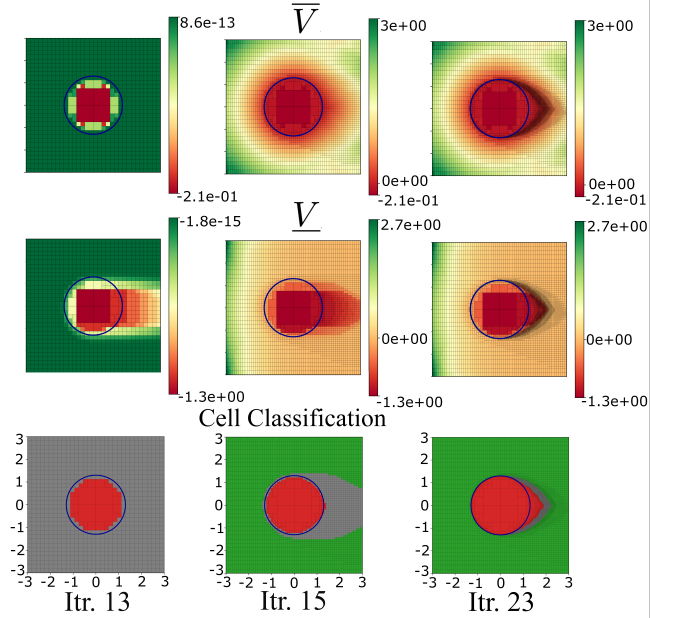 V
8.6e-13
-2.1e-01
3e+00
0e+00
-2.1e-01
3e+00
0e+00
-2.1e-01
V
-1.8e-15
-1.3e+00
2.7e+00
0e+00
-1.3e+00
2.7e+00
0e+00
-1.3e+00
Cell Classification
3
2
1
0
-1
-2
-3
-3 -2 -1 0 1 2 3
-3 -2 -1 0 1 2 3
-3 -2 -1 0 1 2 3
Itr. 13 Itr. 15 Itr. 23